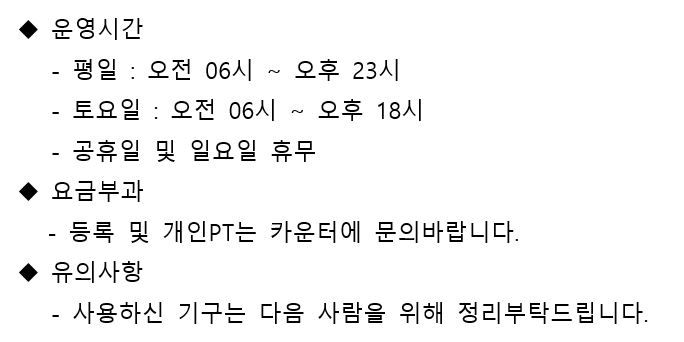 ◆ 운영시간
- 평일 : 오전 06시 ~ 오후 23시
- 토요일 : 오전 06시 ~ 오후 18시
- 공휴일 및 일요일 휴무
◆ 요금부과
- 등록 및 개인PT는 카운터에 문의바랍니다.
◆ 유의사항
- 사용하신 기구는 다음 사람을 위해 정리부탁드립니다.